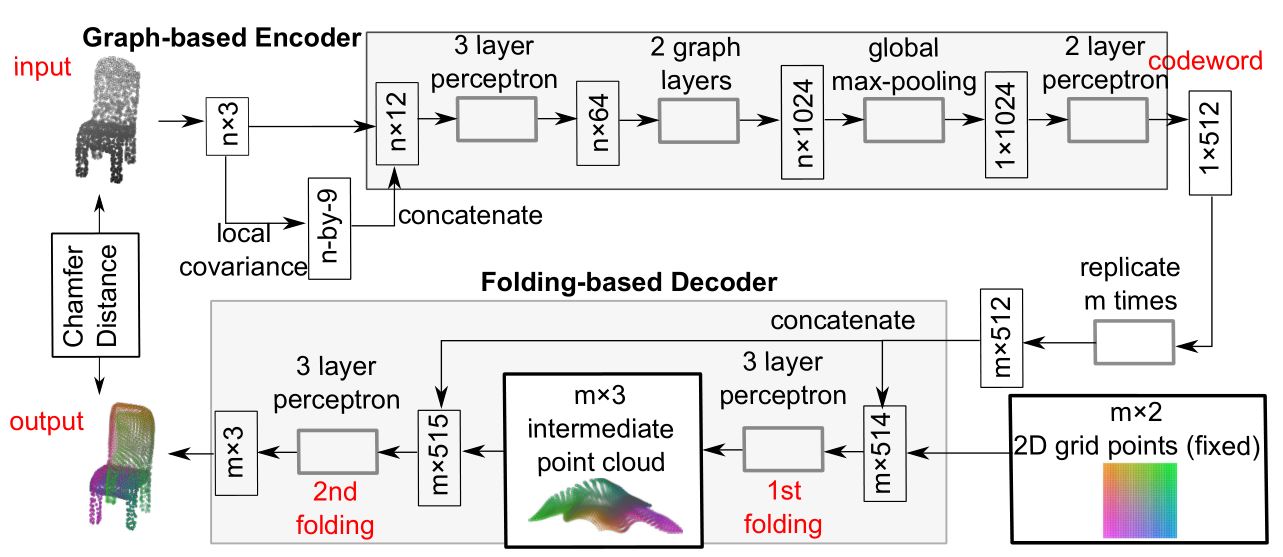 Graph-based Encoder
input
n×3
local
covariance
n-by-9
concatenate
n×12
3 layer
perceptron
n×64
2 graph
layers
n×1024
global
max-pooling
1×1024
2 layer
perceptron
codeword
1×512
replicate
m times
m×512
Folding-based Decoder
concatenate
m×2
2D grid points (fixed)
m×514
3 layer
perceptron
1st
folding
m×3
intermediate
point cloud
m×515
3 layer
perceptron
2nd
folding
m×3
output
Chamfer
Distance